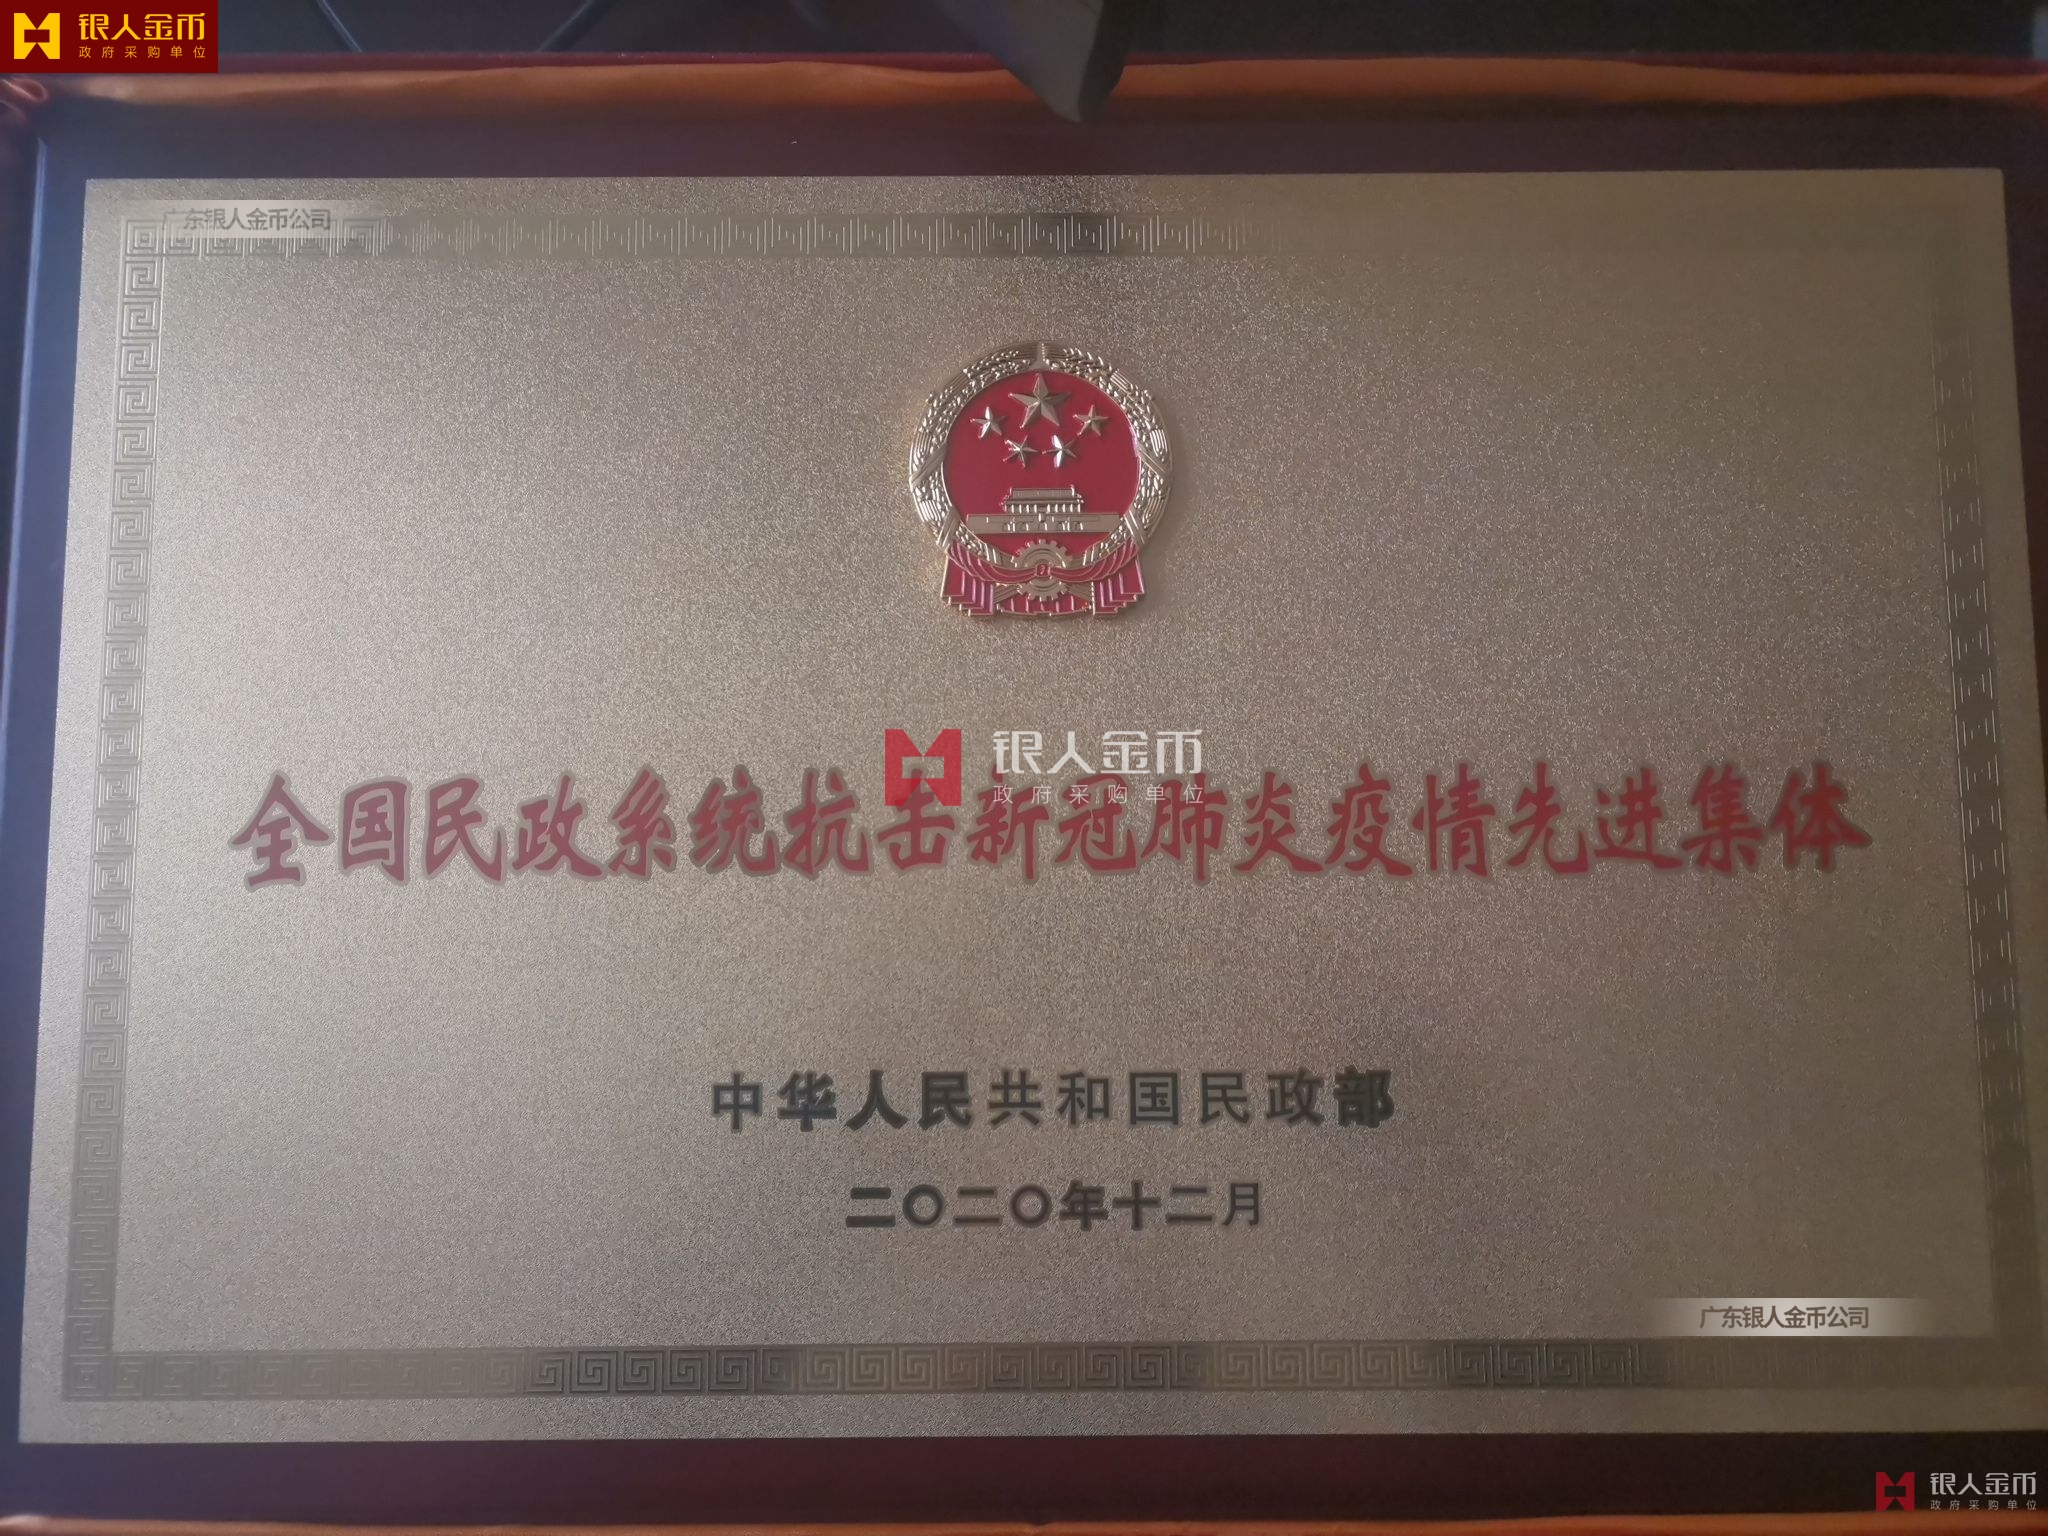 银人金币
政府采购单位
广东银人金币公司
银人金币
政府采购单位
全国民政系统抗击新冠肺炎疫情先进集体
中华人民共和国民政部
二〇二〇年十二月
广东银人金币公司
银人金币
政府采购单位